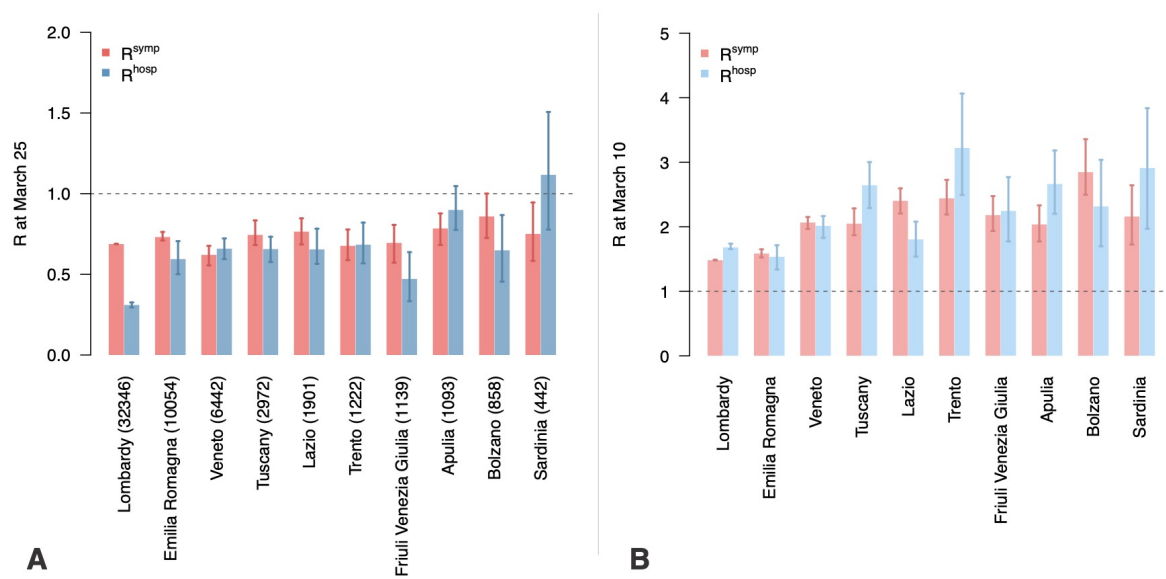 2.0
1.5
1.0
0.5
0.0
R at March 25
R^symp
R^hosp
Lombardy (32346)
Emilia Romagna (10054)
Veneto (6442)
Tuscany (2972)
Lazio (1901)
Trento (1222)
Friuli Venezia Giulia (1139)
Apulia (1093)
Bolzano (858)
Sardinia (442)
A
5
4
3
2
1
0
R at March 10
R^symp
R^hosp
Lombardy
Emilia Romagna
Veneto
Tuscany
Lazio
Trento
Friuli Venezia Giulia
Apulia
Bolzano
Sardinia
B